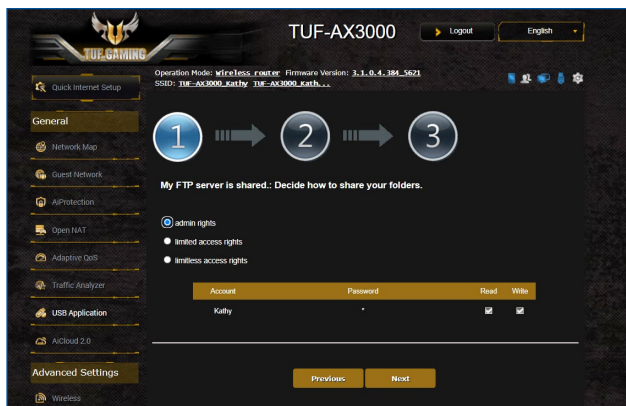 TUF-AX3000
Logout
English
TUF GAMING
Operation Mode: Wireless router Firmware Version: 3.1.0.4.384_5621
SSID: TUF-AX3000_Kathy TUF-AX3000_Kath...
Quick Internet Setup
General
Network Map
Guest Network
AiProtection
Open NAT
Adaptive QoS
Traffic Analyzer
USB Application
AiCloud 2.0
Advanced Settings
Wireless
1
2
3
My FTP server is shared.: Decide how to share your folders.
admin rights
limited access rights
limitless access rights
Account Password Read Write
Kathy *
Previous Next